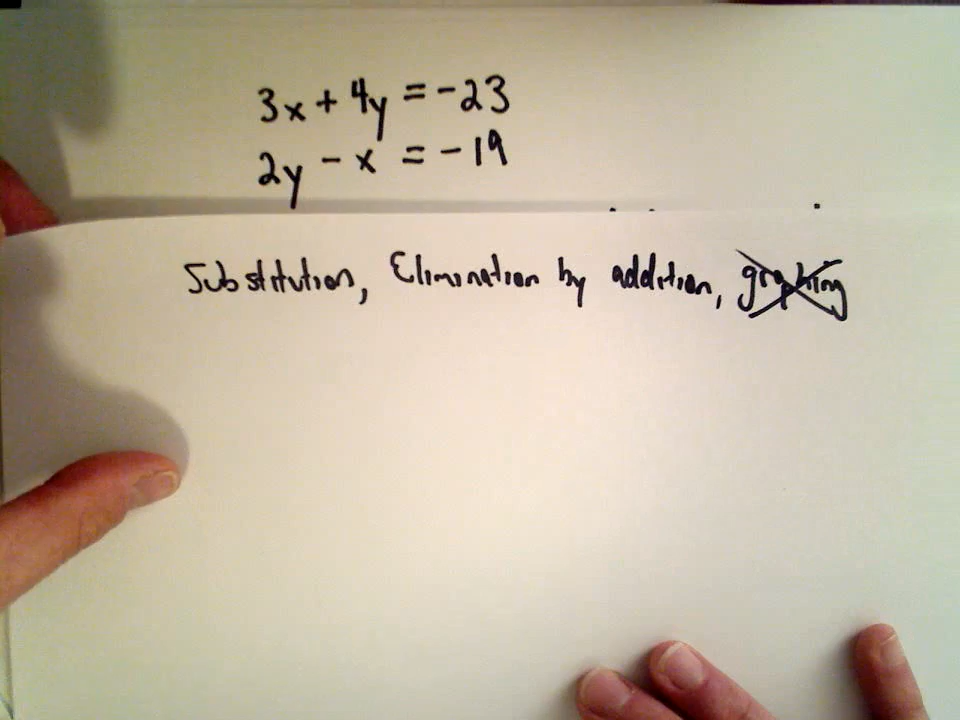 3x + 4y = -23
2y - x = -19
Substitution, Elimination by addition, graphing